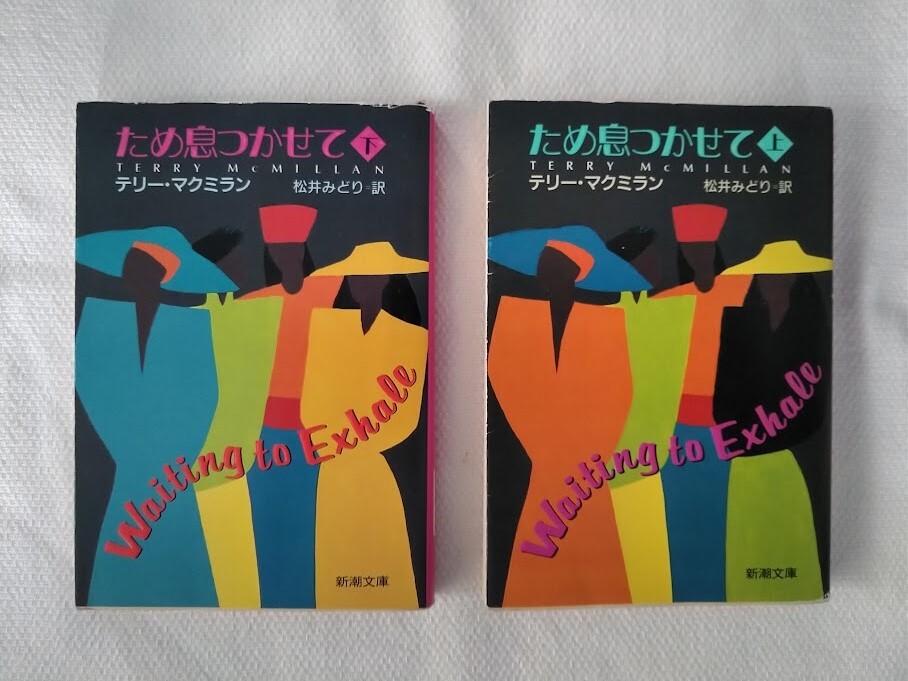 ため息つかせて 下
TERRY McMILLAN
テリー・マクミラン 松井みどり=訳
Waiting to Exhale
新潮文庫
ため息つかせて 上
TERRY McMILLAN
テリー・マクミラン 松井みどり=訳
Waiting to Exhale
新潮文庫